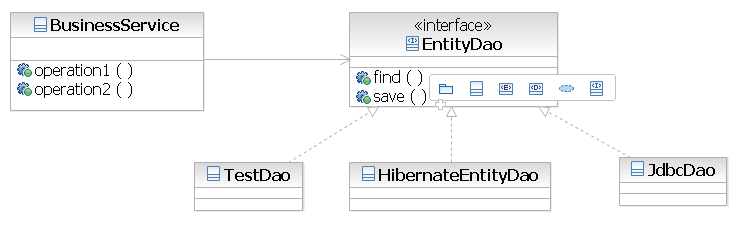 BusinessService
operation1 ( )
operation2 ( )
«interface»
EntityDao
find ( )
save ( )
TestDao
HibernateEntityDao
JdbcDao